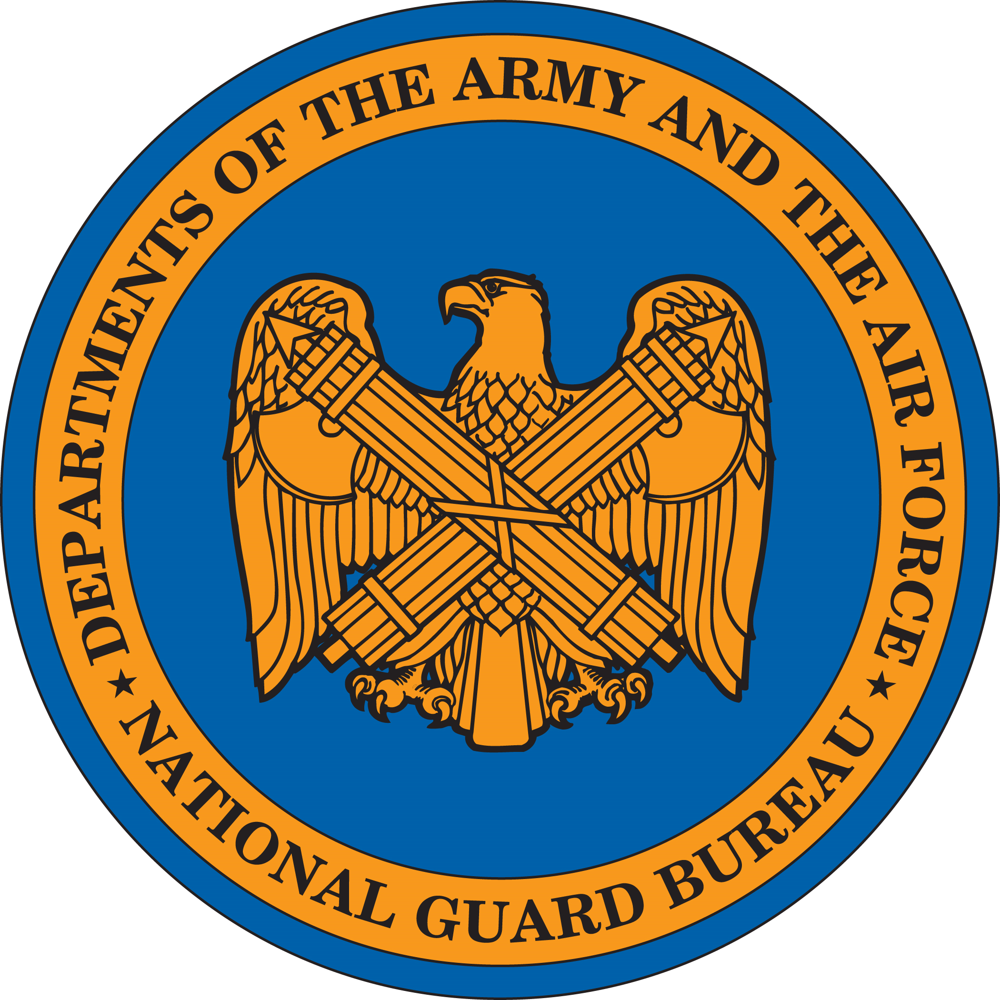 DEPARTMENTS OF THE ARMY AND THE AIR FORCE
NATIONAL GUARD BUREAU